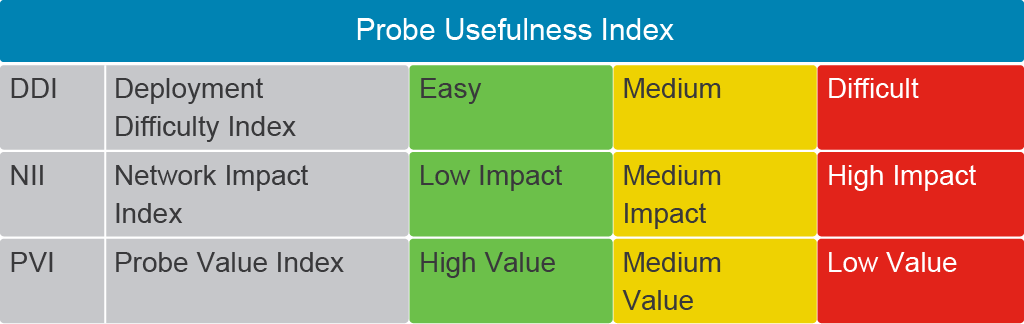 Probe Usefulness Index
DDI Deployment Easy Medium Difficult
Difficulty Index
NII Network Impact Low Impact Medium High Impact
Index Impact
PVI Probe Value Index High Value Medium Low Value
Value